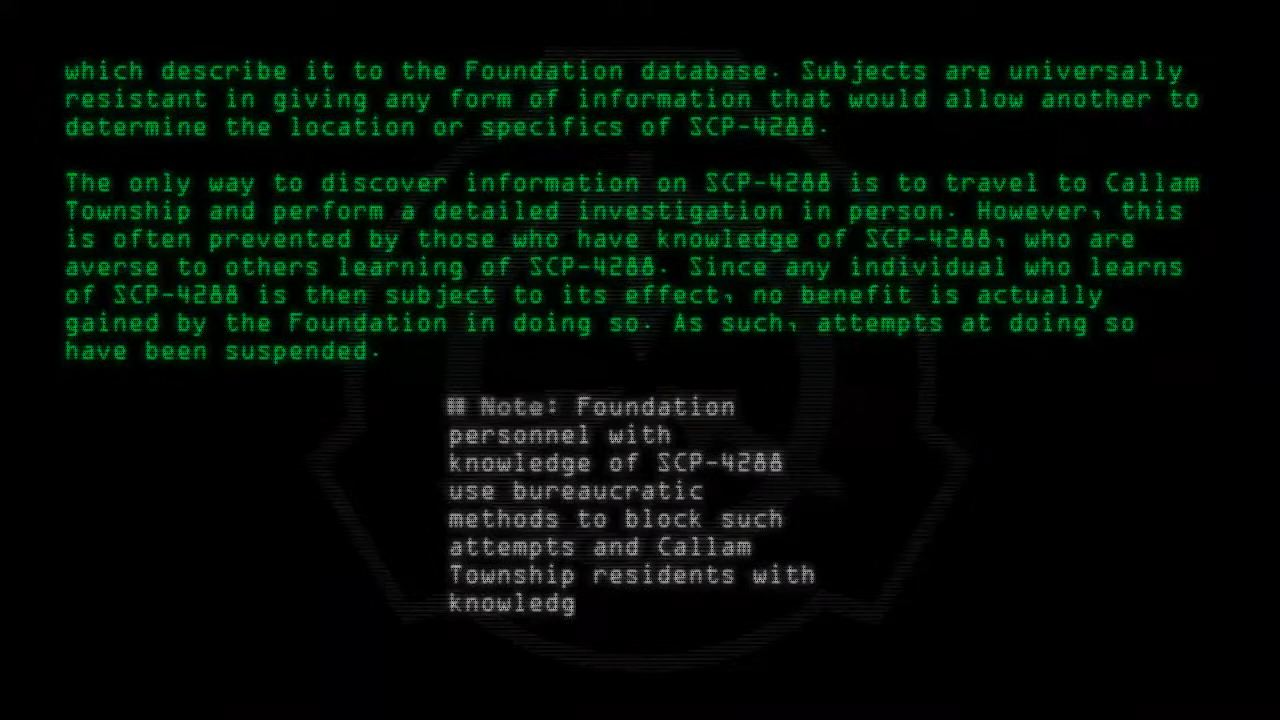 which describe it to the Foundation database. Subjects are universally
resistant in giving any form of information that would allow another to
determine the location or specifics of SCP-4288.
The only way to discover information on SCP-4288 is to travel to Callam
Township and perform a detailed investigation in person. However, this
is often prevented by those who have knowledge of SCP-4288, who are
averse to others learning of SCP-4288. Since any individual who learns
of SCP-4288 is then subject to its effect, no benefit is actually
gained by the Foundation in doing so. As such, attempts at doing so
have been suspended.
## Note: Foundation
personnel with
knowledge of SCP-4288
use bureaucratic
methods to block such
attempts and Callam
Township residents with
knowledg